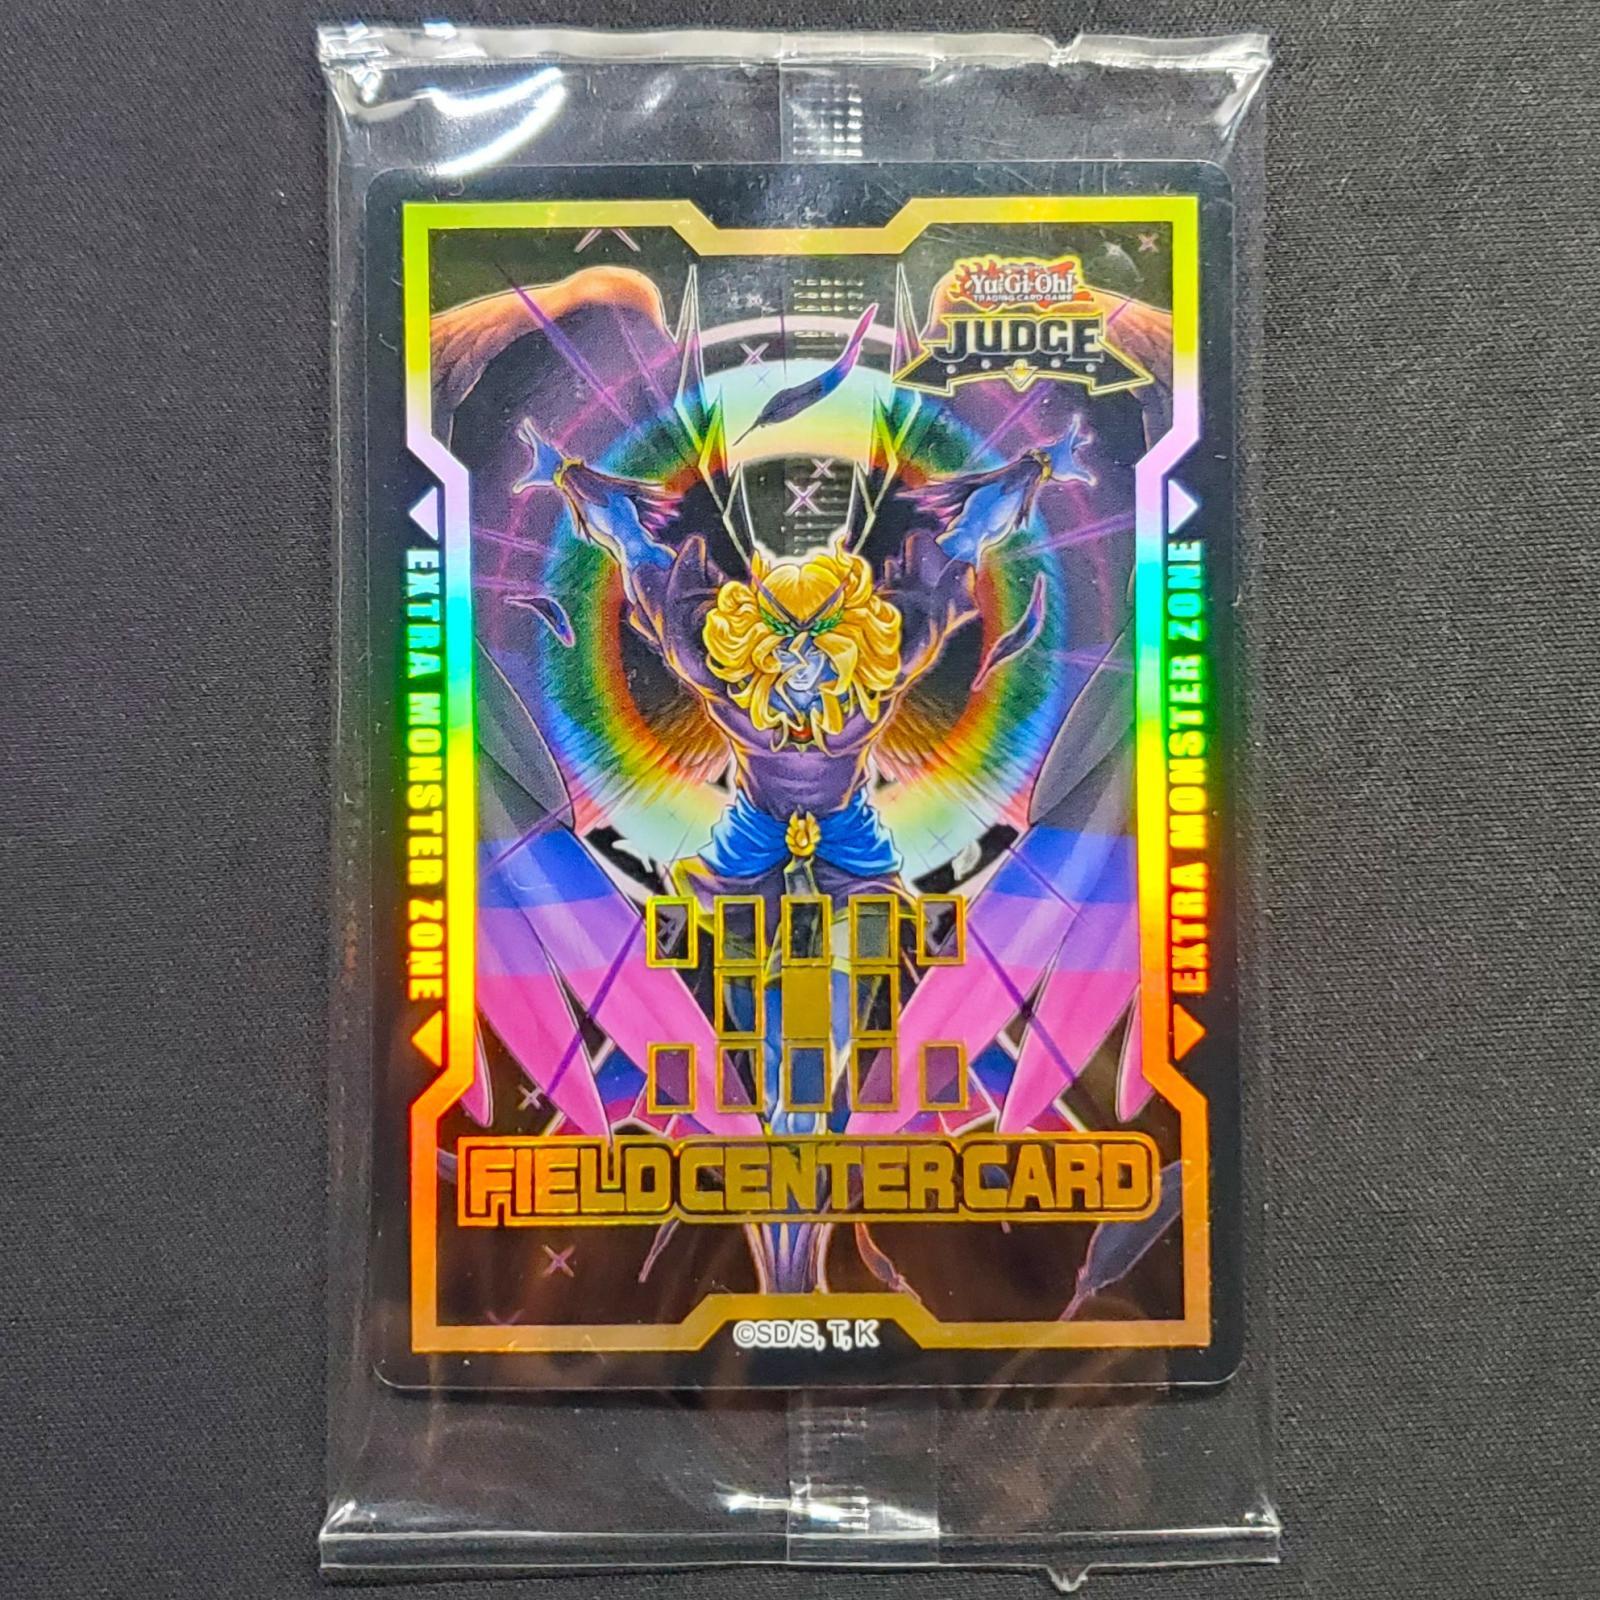 Yu-Gi-Oh!
TRADING CARD GAME
JUDGE
EXTRA MONSTER ZONE
EXTRA MONSTER ZONE
FIELD CENTER CARD
©SD/S, T, K